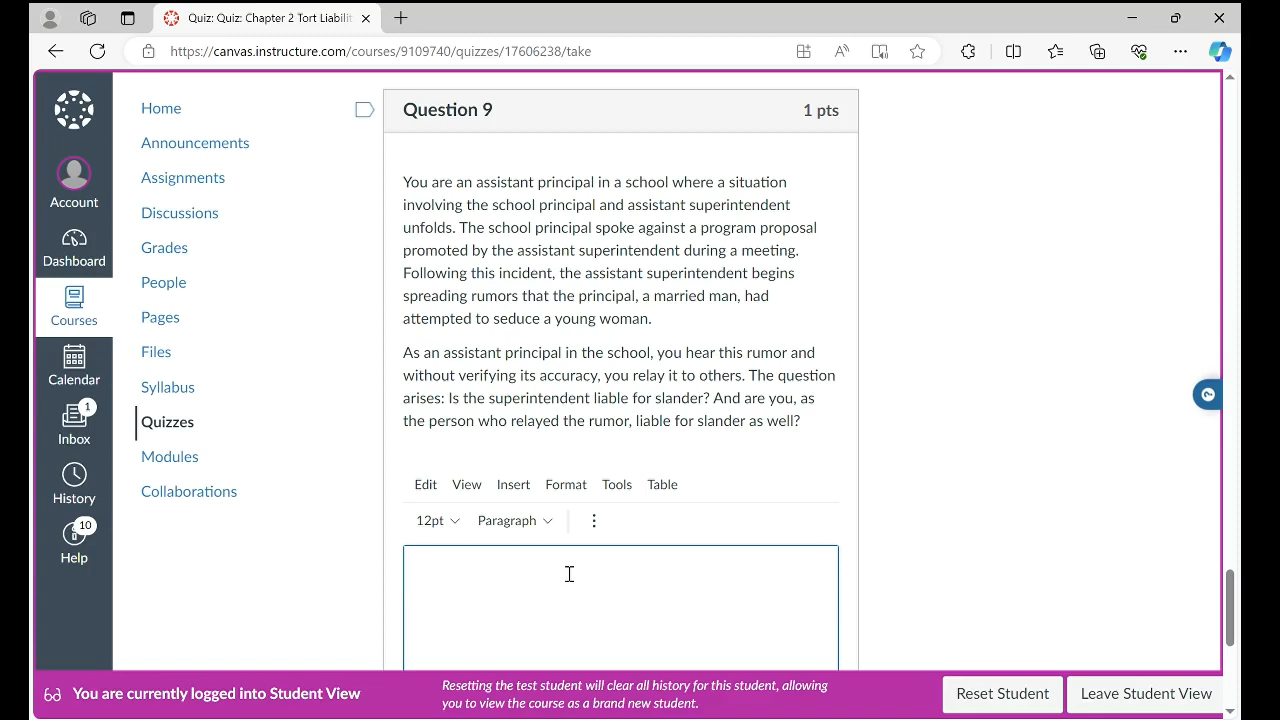 Quiz: Quiz: Chapter 2 Tort Liabilit
https://canvas.instructure.com/courses/9109740/quizzes/17606238/take
Account
Dashboard
Courses
Calendar
1
Inbox
History
10
Help
Home
Announcements
Assignments
Discussions
Grades
People
Pages
Files
Syllabus
Quizzes
Modules
Collaborations
Question 9 1 pts
You are an assistant principal in a school where a situation
involving the school principal and assistant superintendent
unfolds. The school principal spoke against a program proposal
promoted by the assistant superintendent during a meeting.
Following this incident, the assistant superintendent begins
spreading rumors that the principal, a married man, had
attempted to seduce a young woman.
As an assistant principal in the school, you hear this rumor and
without verifying its accuracy, you relay it to others. The question
arises: Is the superintendent liable for slander? And are you, as
the person who relayed the rumor, liable for slander as well?
Edit View Insert Format Tools Table
12pt Paragraph
You are currently logged into Student View
Resetting the test student will clear all history for this student, allowing
you to view the course as a brand new student.
Reset Student
Leave Student View